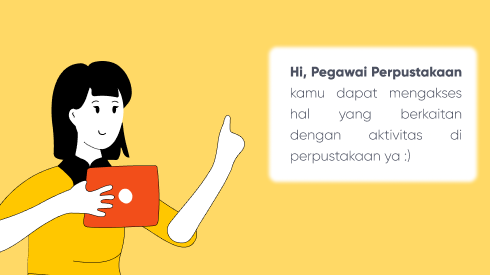 Hi, Pegawai Perpustakaan
kamu dapat mengakses
hal yang berkaitan
dengan aktivitas di
perpustakaan ya :)